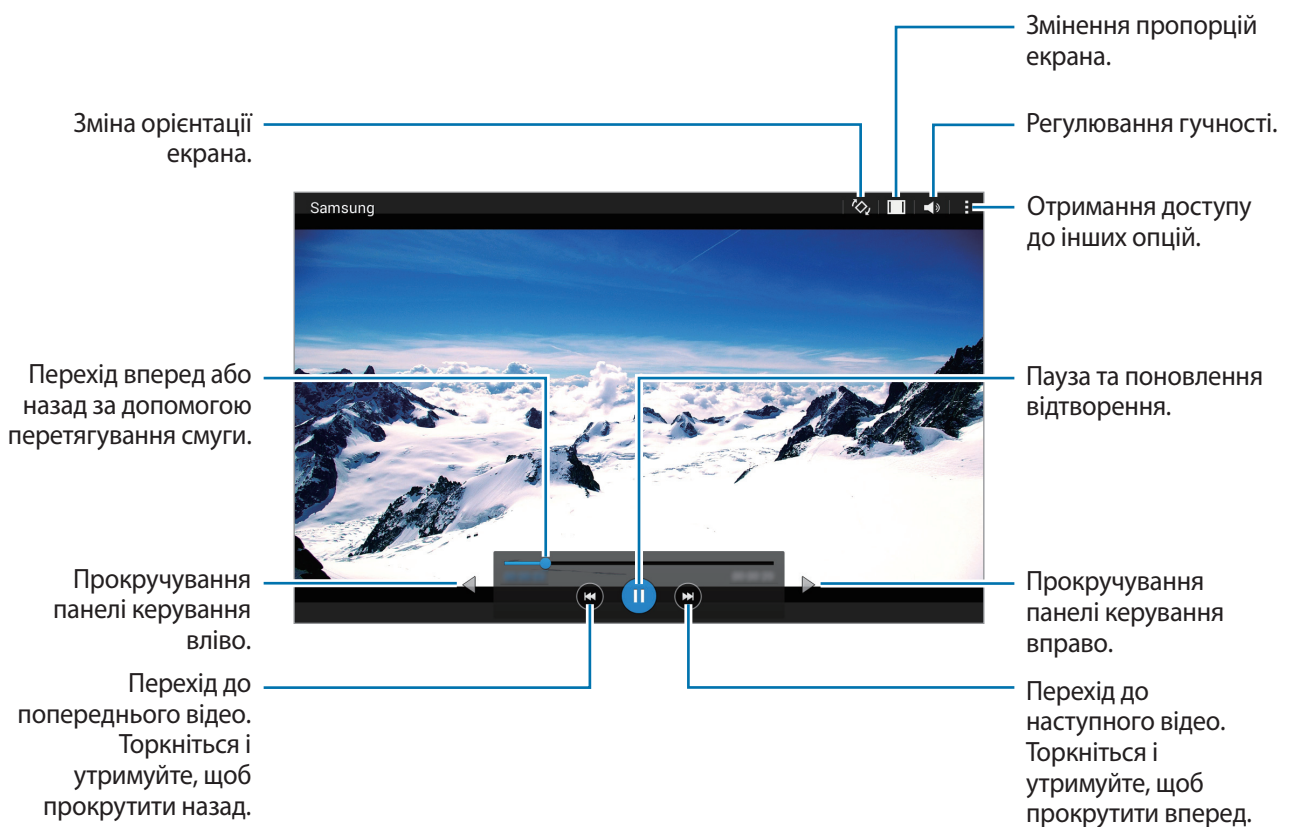 Змінення пропорцій
екрана.
Зміна орієнтації
екрана.
Регулювання гучності.
Samsung
Отримання доступу
до інших опцій.
Перехід вперед або
назад за допомогою
перетягування смуги.
Пауза та поновлення
відтворення.
Прокручування
панелі керування
вліво.
Прокручування
панелі керування
вправо.
Перехід до
попереднього відео.
Торкніться і
утримуйте, щоб
прокрутити назад.
Перехід до
наступного відео.
Торкніться і
утримуйте, щоб
прокрутити вперед.